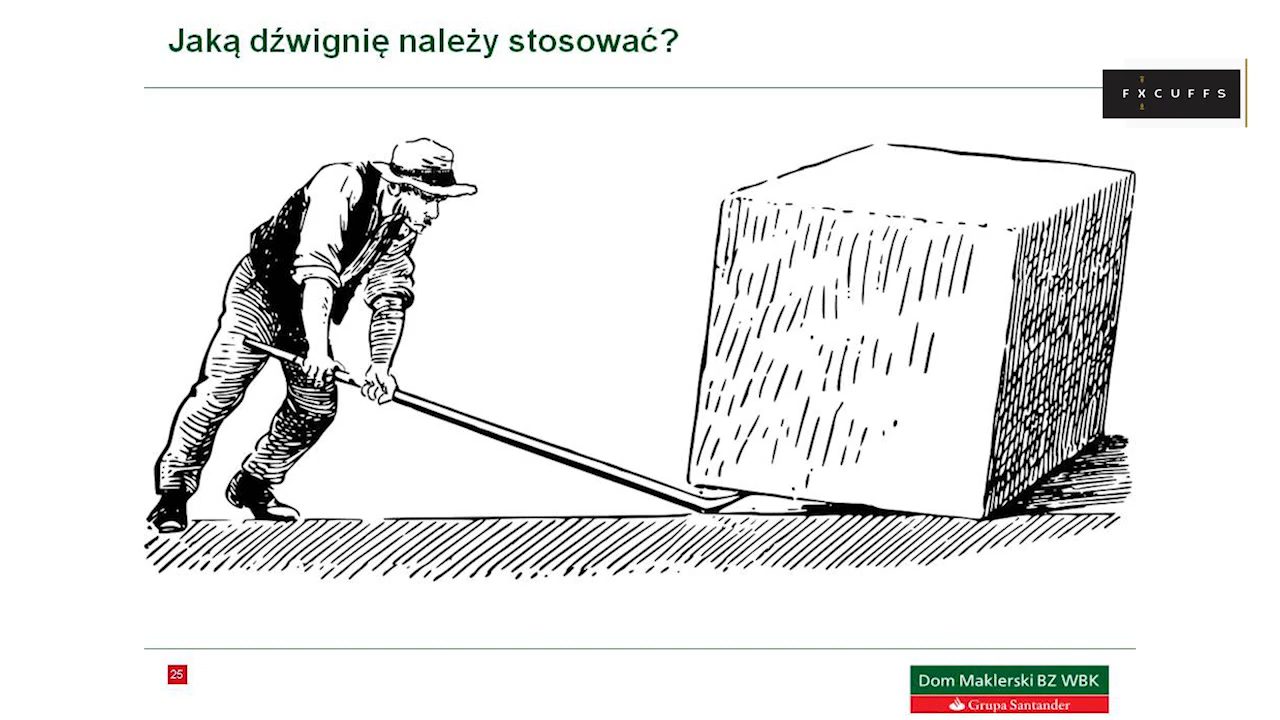 Jaką dźwignię należy stosować?
FXCUFFS
25
Dom Maklerski BZ WBK
Grupa Santander